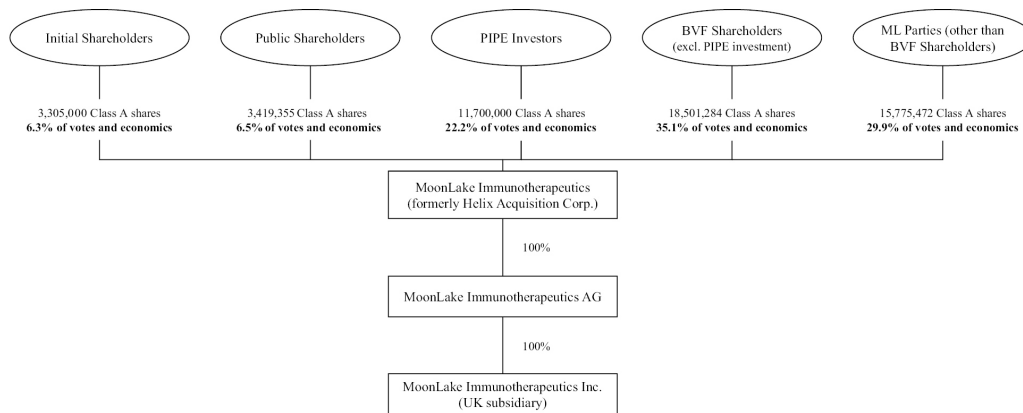 Initial Shareholders
Public Shareholders
PIPE Investors
BVF Shareholders
(excl. PIPE investment)
ML Parties (other than
BVF Shareholders)
3,305,000 Class A shares
6.3% of votes and economics
3,419,355 Class A shares
6.5% of votes and economics
11,700,000 Class A shares
22.2% of votes and economics
18,501,284 Class A shares
35.1% of votes and economics
15,775,472 Class A shares
29.9% of votes and economics
MoonLake Immunotherapeutics
(formerly Helix Acquisition Corp.)
100%
MoonLake Immunotherapeutics AG
100%
MoonLake Immunotherapeutics Inc.
(UK subsidiary)